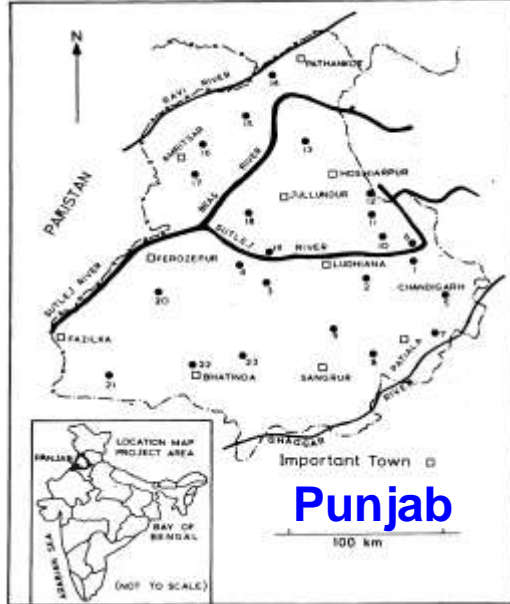 N
PATHANKOT
RAVI RIVER
14
15
AMRITSAR
16
13
HOSHIARPUR
17
BEAS RIVER
JULLUNDUR
12
PAKISTAN
18
11
10
SUTLEJ RIVER
19
SUTLEJ RIVER
FEROZEPUR
LUDHIANA
1
4
3
2
CHANDIGARH
20
FAZILKA
7
PATIALA
22
23
BHATINDA
SANGRUR
21
RIVER
GHAGGAR
LOCATION MAP
PROJECT AREA
PANJAB
Important Town
Punjab
BAY OF
BENGAL
ARABIAN SEA
(NOT TO SCALE)
100 km